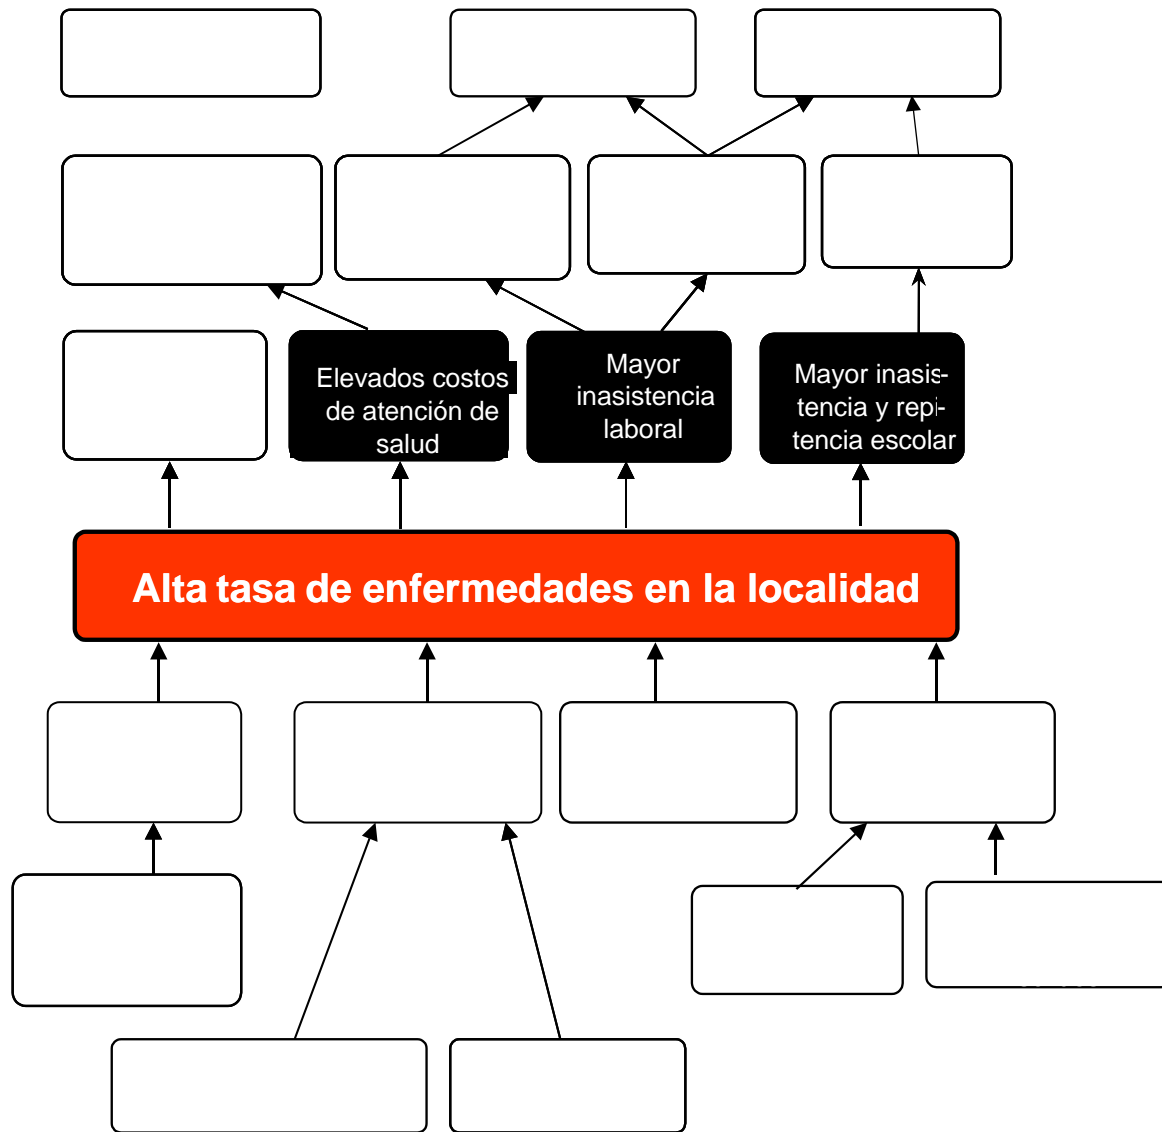 Elevados costos
de atención de
salud
Mayor
inasistencia
laboral
Mayor inasis-
tencia y repi-
tencia escolar
Alta tasa de enfermedades en la localidad